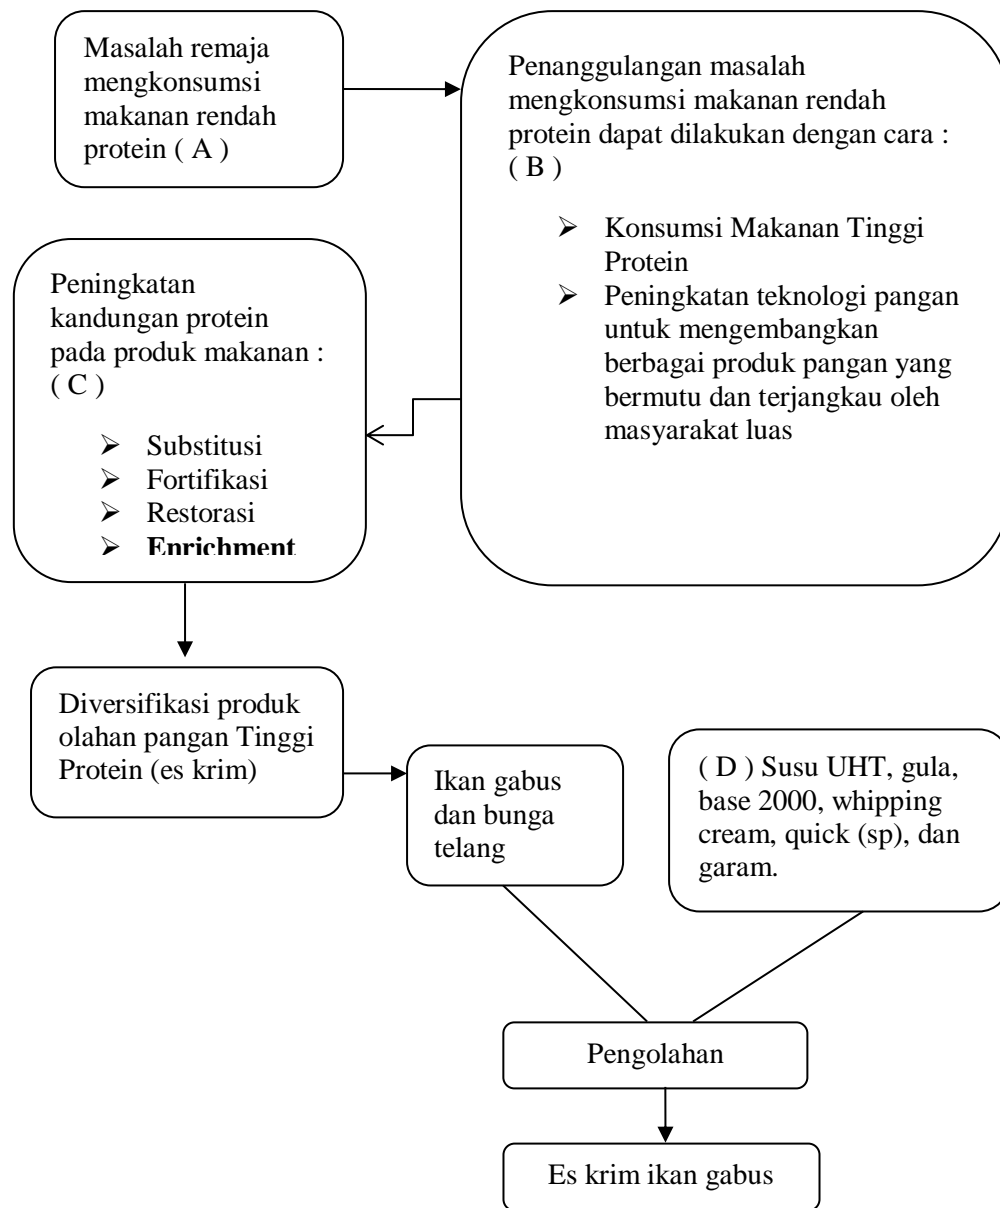 Masalah remaja
mengkonsumsi
makanan rendah
protein ( A )
Penanggulangan masalah
mengkonsumsi makanan rendah
protein dapat dilakukan dengan cara :
( B )
➢ Konsumsi Makanan Tinggi
Protein
➢ Peningkatan teknologi pangan
untuk mengembangkan
berbagai produk pangan yang
bermutu dan terjangkau oleh
masyarakat luas
Peningkatan
kandungan protein
pada produk makanan :
( C )
➢ Substitusi
➢ Fortifikasi
➢ Restorasi
➢ Enrichment
Diversifikasi produk
olahan pangan Tinggi
Protein (es krim)
Ikan gabus
dan bunga
telang
( D ) Susu UHT, gula,
base 2000, whipping
cream, quick (sp), dan
garam.
Pengolahan
Es krim ikan gabus